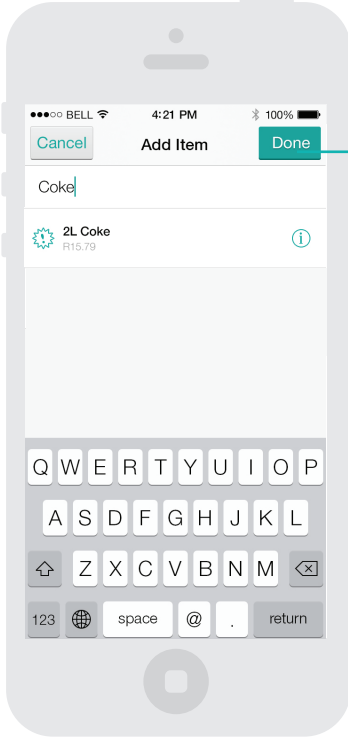 BELL 4:21 PM 100%
Cancel Add Item Done
Coke
2L Coke
R15.79
Q W E R T Y U I O P
A S D F G H J K L
Z X C V B N M
123 space @ . return